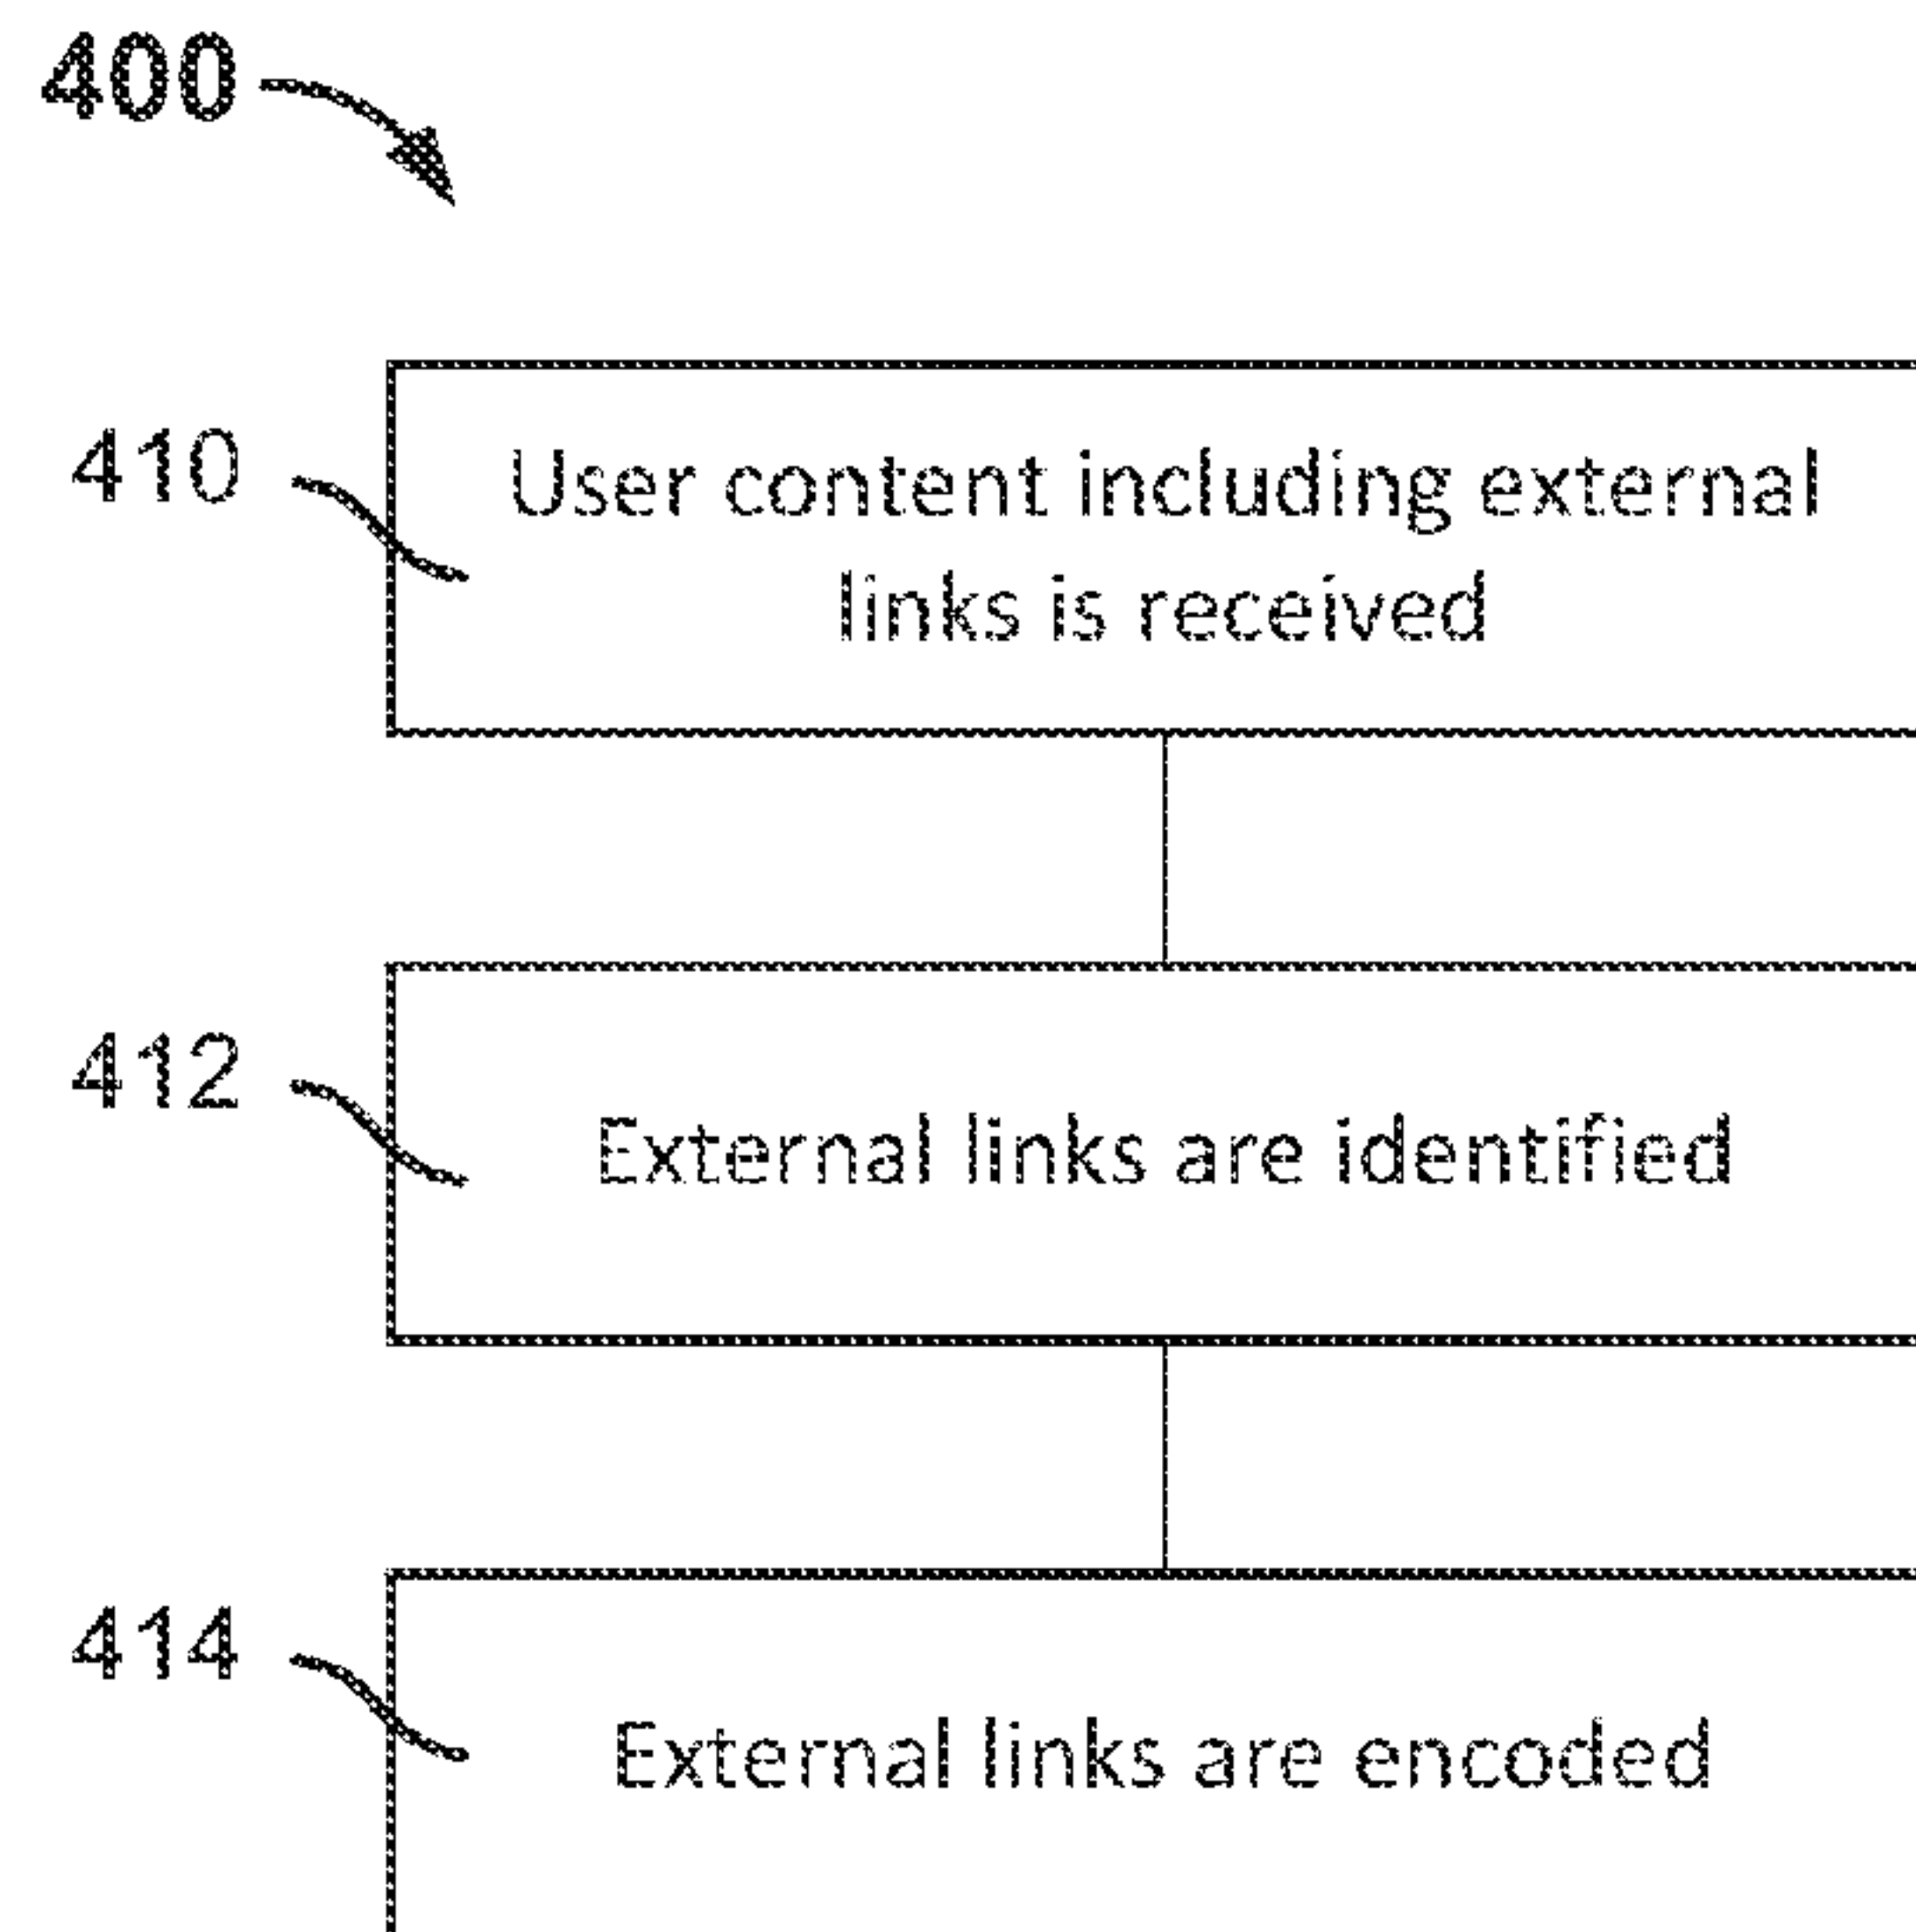 400
410
User content including external
links is received
412
External links are identified
414
External links are encoded